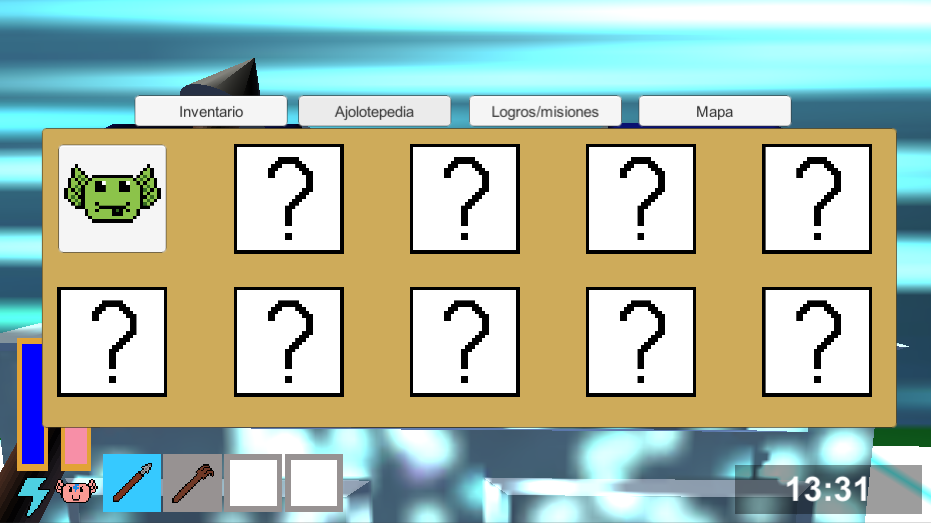 Inventario
Ajolotepedia
Logros/misiones
Mapa
? ? ? ?
? ? ? ? ?
13:31